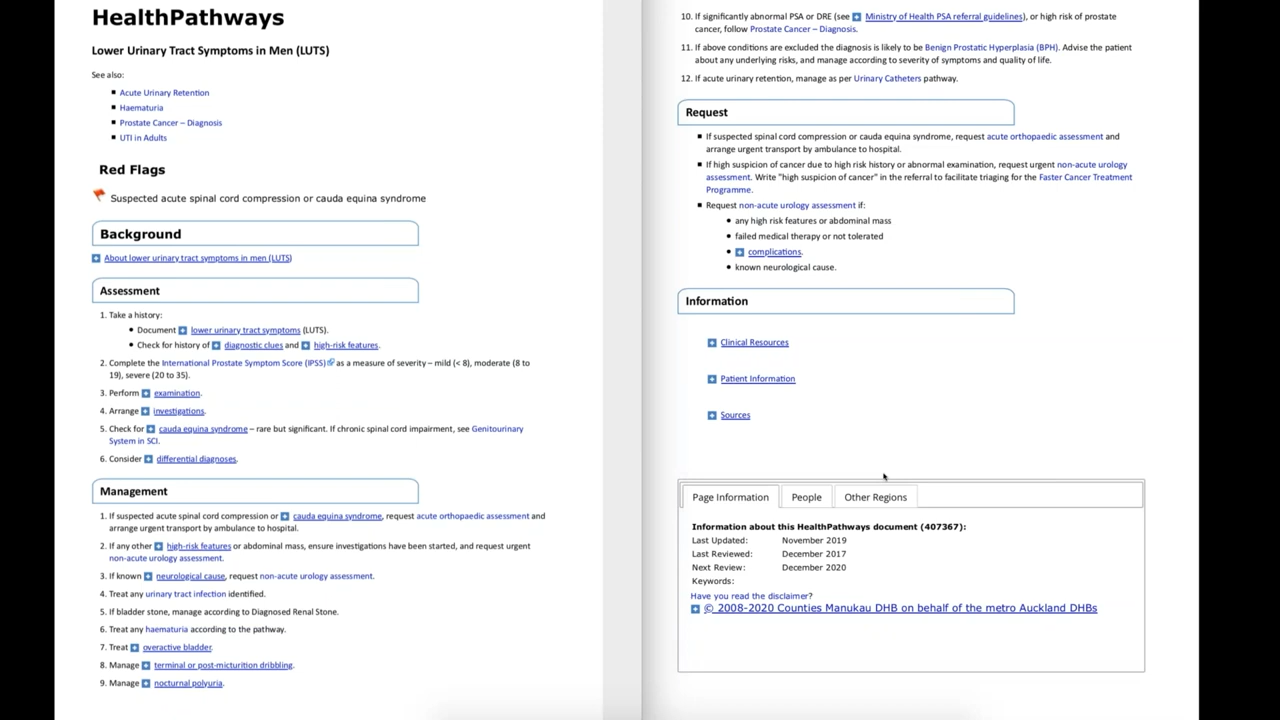 HealthPathways
Lower Urinary Tract Symptoms in Men (LUTS)
See also:
▪ Acute Urinary Retention
▪ Haematuria
▪ Prostate Cancer – Diagnosis
▪ UTI in Adults
Red Flags
Suspected acute spinal cord compression or cauda equina syndrome
Background
About lower urinary tract symptoms in men (LUTS)
Assessment
1. Take a history:
• Document lower urinary tract symptoms (LUTS).
• Check for history of diagnostic clues and high-risk features.
2. Complete the International Prostate Symptom Score (IPSS) as a measure of severity – mild (< 8), moderate (8 to
19), severe (20 to 35).
3. Perform examination.
4. Arrange investigations.
5. Check for cauda equina syndrome – rare but significant. If chronic spinal cord impairment, see Genitourinary
System in SCI.
6. Consider differential diagnoses.
Management
1. If suspected acute spinal cord compression or cauda equina syndrome, request acute orthopaedic assessment and
arrange urgent transport by ambulance to hospital.
2. If any other high-risk features or abdominal mass, ensure investigations have been started, and request urgent
non-acute urology assessment.
3. If known neurological cause, request non-acute urology assessment.
4. Treat any urinary tract infection identified.
5. If bladder stone, manage according to Diagnosed Renal Stone.
6. Treat any haematuria according to the pathway.
7. Treat overactive bladder.
8. Manage terminal or post-micturition dribbling.
9. Manage nocturnal polyuria.
10. If significantly abnormal PSA or DRE (see Ministry of Health PSA referral guidelines), or high risk of prostate
cancer, follow Prostate Cancer – Diagnosis.
11. If above conditions are excluded the diagnosis is likely to be Benign Prostatic Hyperplasia (BPH). Advise the patient
about any underlying risks, and manage according to severity of symptoms and quality of life.
12. If acute urinary retention, manage as per Urinary Catheters pathway.
Request
▪ If suspected spinal cord compression or cauda equina syndrome, request acute orthopaedic assessment and
arrange urgent transport by ambulance to hospital.
▪ If high suspicion of cancer due to high risk history or abnormal examination, request urgent non-acute urology
assessment. Write "high suspicion of cancer" in the referral to facilitate triaging for the Faster Cancer Treatment
Programme.
▪ Request non-acute urology assessment if:
• any high risk features or abdominal mass
• failed medical therapy or not tolerated
• complications.
• known neurological cause.
Information
Clinical Resources
Patient Information
Sources
Page Information People Other Regions
Information about this HealthPathways document (407367):
Last Updated: November 2019
Last Reviewed: December 2017
Next Review: December 2020
Keywords:
Have you read the disclaimer?
© 2008-2020 Counties Manukau DHB on behalf of the metro Auckland DHBs